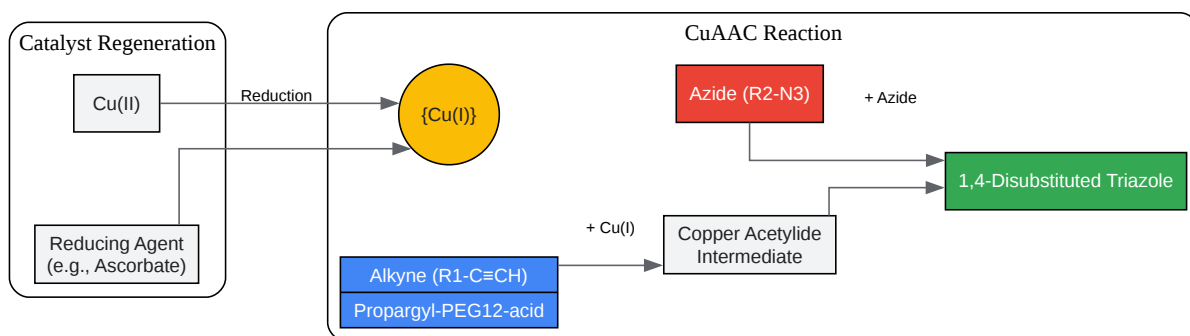 Catalyst Regeneration
Cu(II)
Reduction
Reducing Agent
(e.g., Ascorbate)
CuAAC Reaction
{Cu(I)}
Azide (R2-N3)
+ Azide
1,4-Disubstituted Triazole
+ Cu(I)
Copper Acetylide
Intermediate
Alkyne (R1-C≡CH)
Propargyl-PEG12-acid